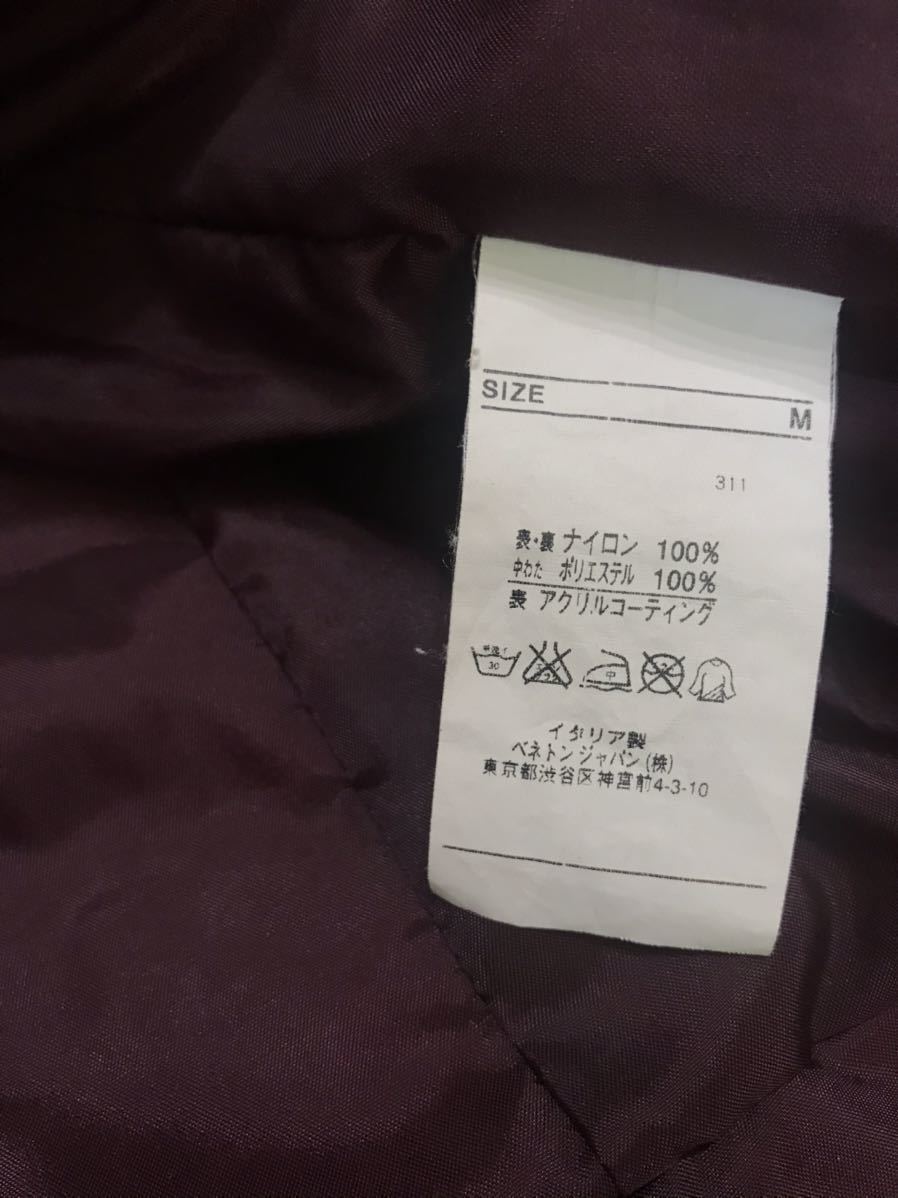 SIZE M
311
表・裏 ナイロン 100%
中わた ポリエステル 100%
表 アクリルコーティング
30 中
イタリア製
ベネトンジャパン(株)
東京都渋谷区神宮前4-3-10